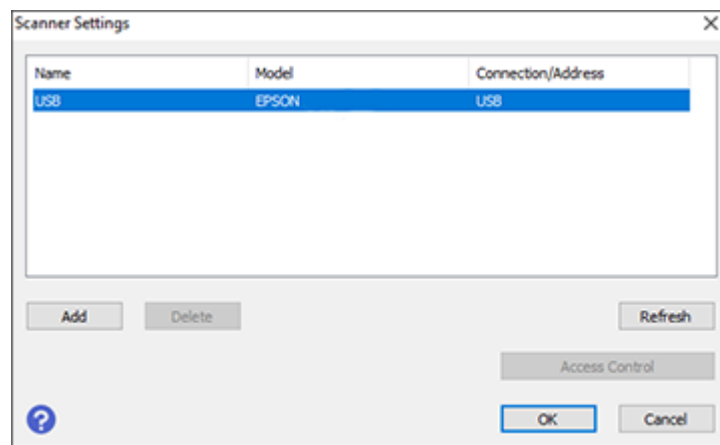 Scanner Settings
Name Model Connection/Address
USB EPSON USB
Add Delete Refresh
Access Control
? OK Cancel